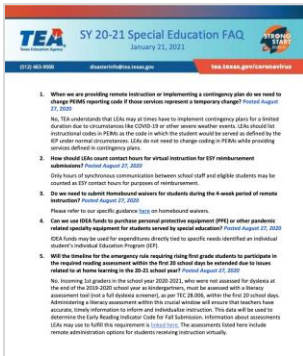 TEA
Texas Education Agency
SY 20-21 Special Education FAQ
January 21, 2021
STRONG
START
(512) 463-9000
disasterinfo@tea.texas.gov
tea.texas.gov/coronavirus
1. When we are providing remote instruction or implementing a contingency plan do we need to
change PEIMS reporting code if those services represent a temporary change? Posted August
27, 2020
No, TEA understands that LEAs may at times have to implement contingency plans for a limited
duration due to circumstances like COVID-19 or other severe weather events. LEAs should list
instructional codes in PEIMS as the code in which the student would be served as defined by the
IEP under normal circumstances. LEAs do not need to change coding in PEIMS while providing
services defined in contingency plans.
2. How should LEAs count contact hours for virtual instruction for ESY reimbursement
submissions? Posted August 27, 2020
Only hours of synchronous communication between school staff and eligible students may be
counted as ESY contact hours for purposes of reimbursement.
3. Do we need to submit Homebound waivers for students during the 4-week period of remote
instruction? Posted August 27, 2020
Please refer to our specific guidance here on homebound waivers.
4. Can we use IDEA funds to purchase personal protective equipment (PPE) or other pandemic
related specialty equipment for students served by special education? Posted August 27, 2020
IDEA funds may be used for expenditures directly tied to specific needs identified an individual
student's Individual Education Program (IEP).
5. Will the timeline for the emergency rule requiring rising first grade students to participate in
the required reading assessment within the first 20 school days be extended due to issues
related to at home learning in the 20-21 school year? Posted August 27, 2020
No. Incoming 1st graders in the school year 2020-2021, who were not assessed for dyslexia at
the end of the 2019-2020 school year as kindergartners, must be assessed with a literacy
assessment tool (not a full dyslexia screener), as per TEC 28.006, within the first 20 school days.
Administering a literacy assessment within this crucial window will ensure that teachers have
accurate, timely information to inform and individualize instruction. This data will be used to
determine the Early Reading Indicator Code for Fall Submission. Information about assessments
LEAs may use to fulfill this requirement is linked here. The assessments listed here include
remote administration options for students receiving instruction virtually.